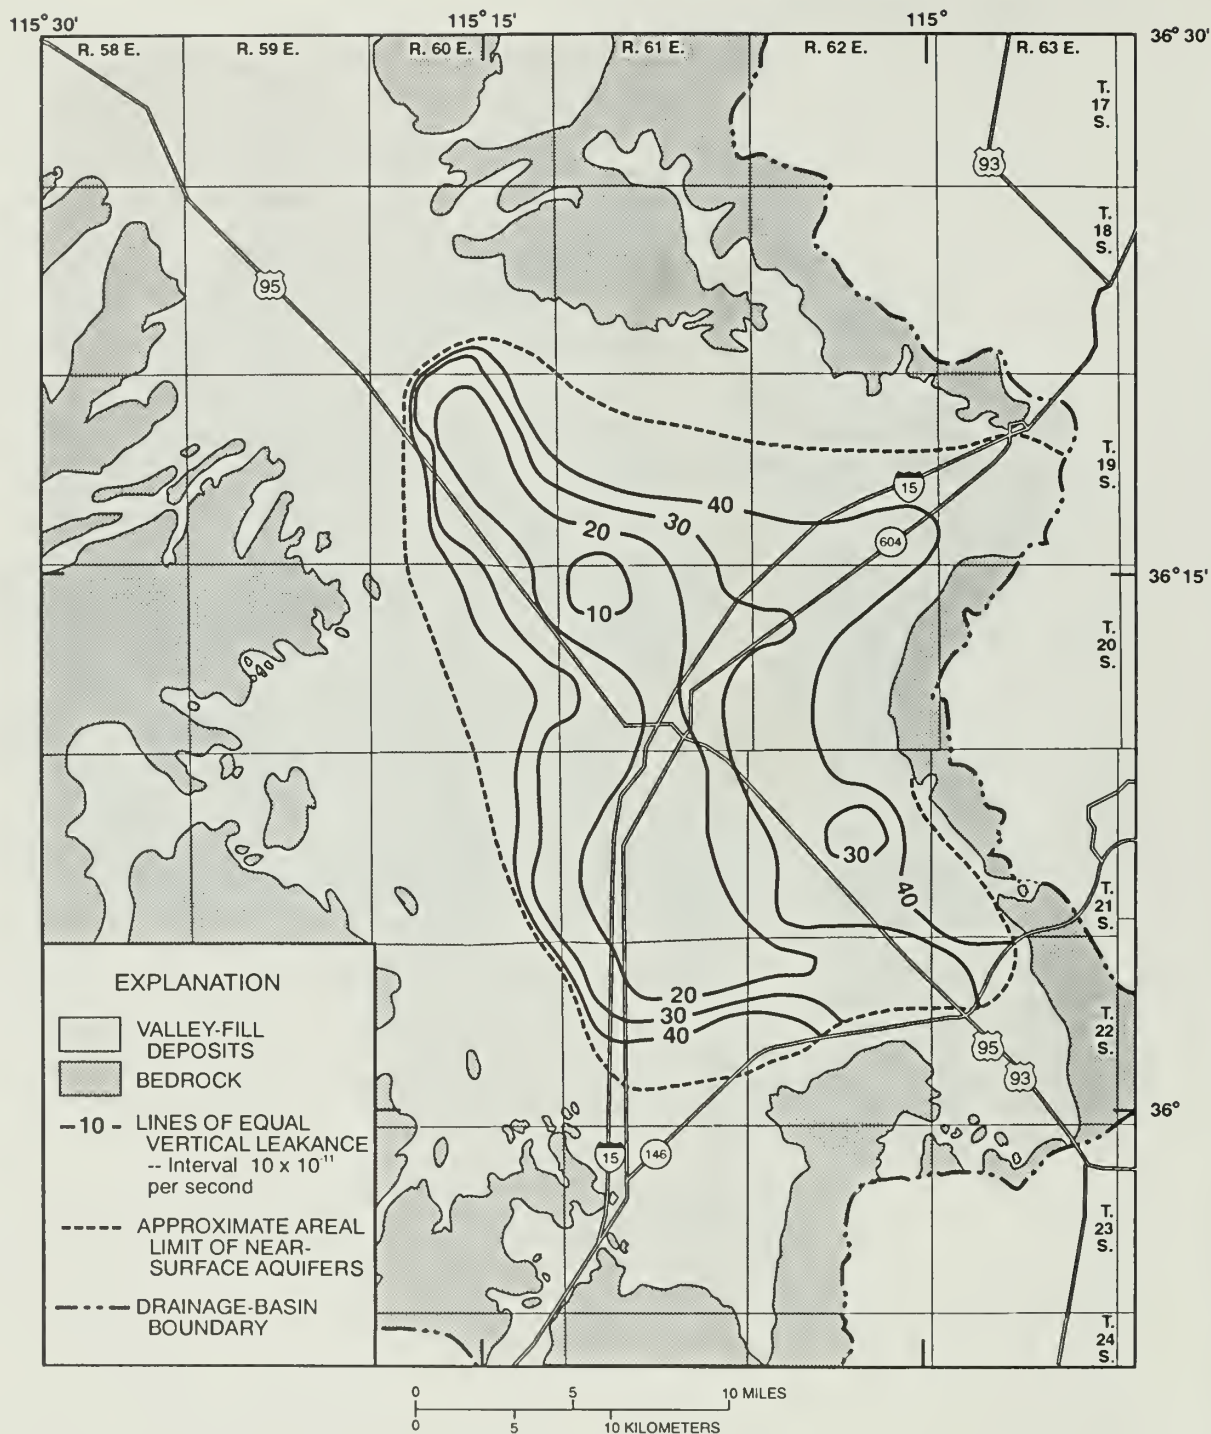 115° 30'
115° 15'
115°
R. 58 E.
R. 59 E.
R. 60 E.
R. 61 E.
R. 62 E.
R. 63 E.
36° 30'
T.
17
S.
93
T.
18
S.
95
T.
19
S.
15
40
30
20
604
36° 15'
10
T.
20
S.
30
40
T.
21
S.
20
30
40
T.
22
S.
95
93
36°
15
146
T.
23
S.
T.
24
S.
EXPLANATION
VALLEY-FILL
DEPOSITS
BEDROCK
–10 – LINES OF EQUAL
VERTICAL LEAKANCE
-- Interval 10 x 10⁻¹¹
per second
APPROXIMATE AREAL
LIMIT OF NEAR-
SURFACE AQUIFERS
DRAINAGE-BASIN
BOUNDARY
0 5 10 MILES
0 5 10 KILOMETERS